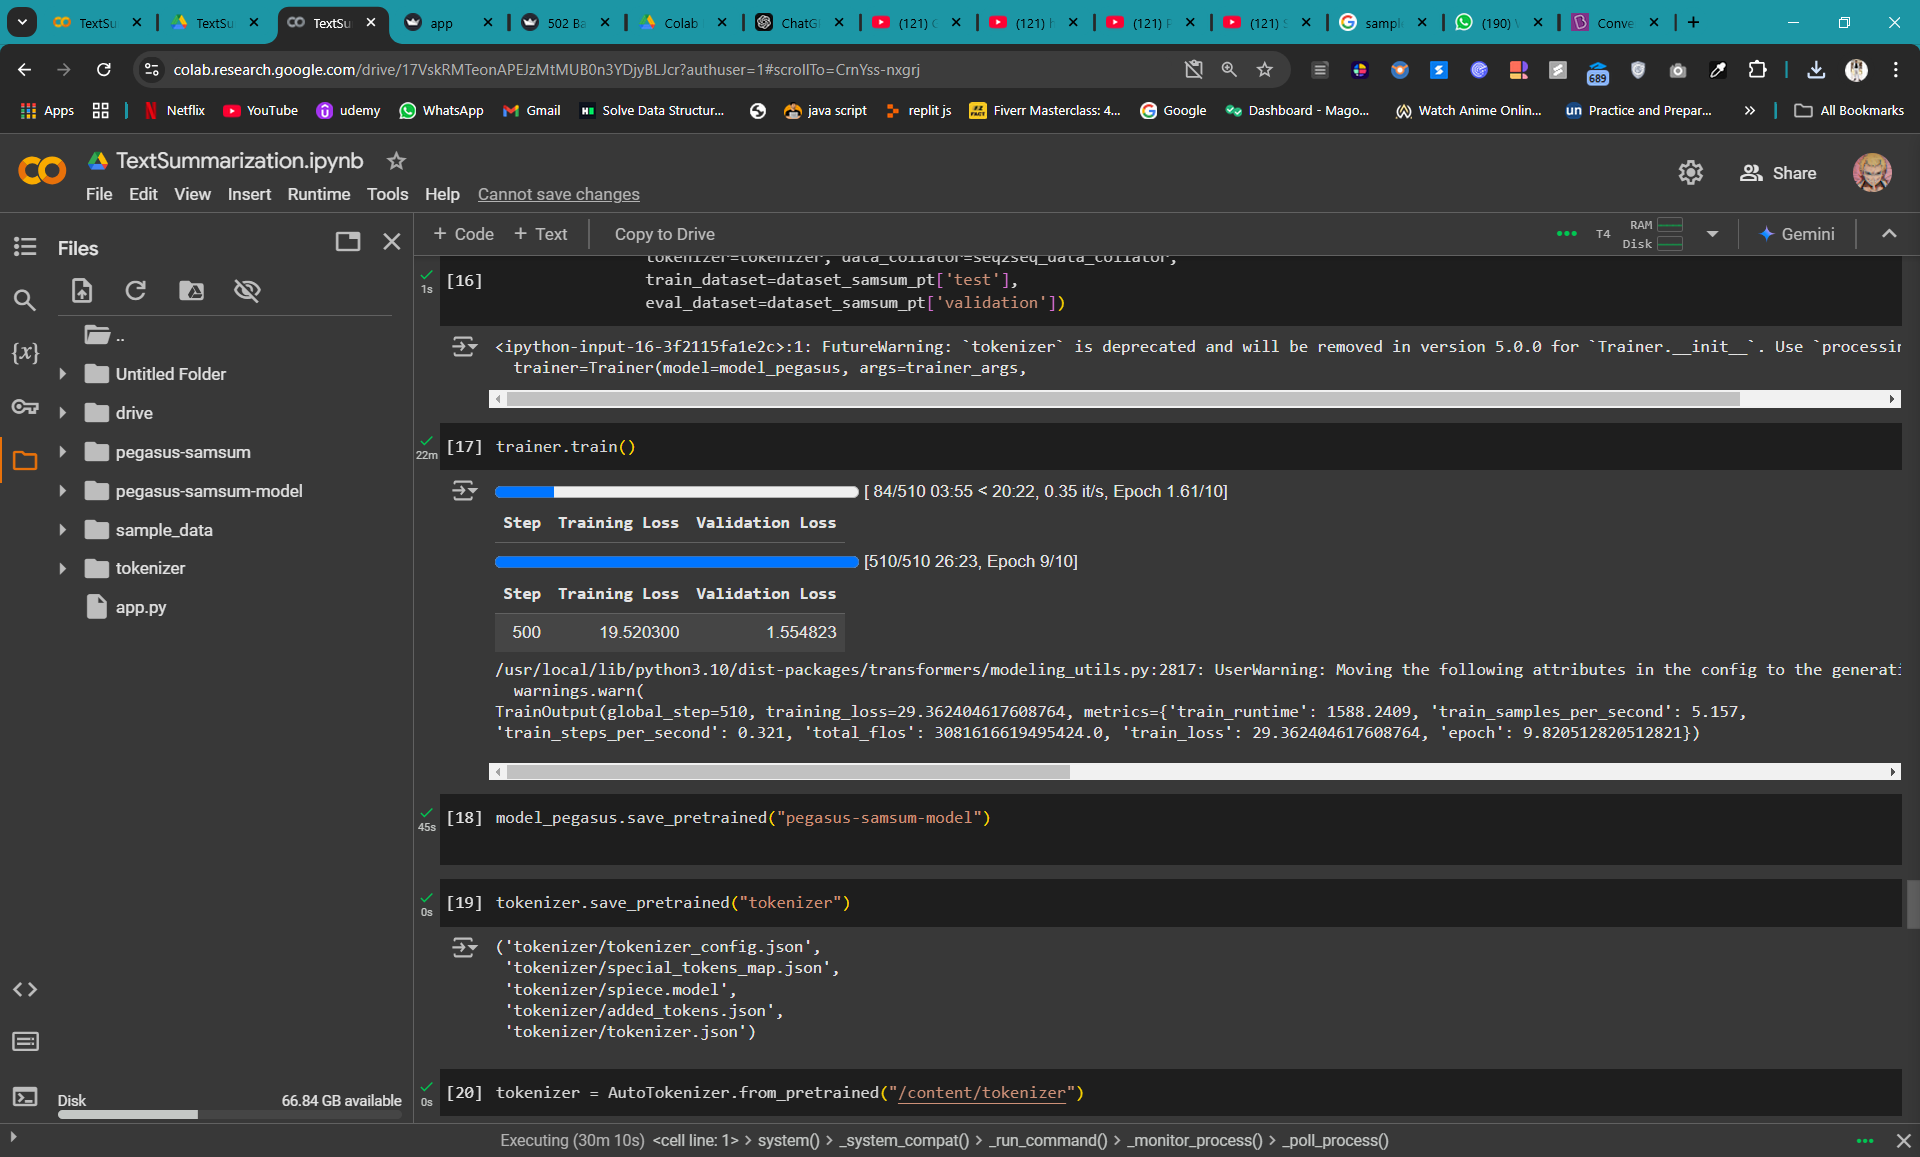 TextSu
TextSu
TextSu
app
502 Ba
Colab
ChatG
(121)
(121)
(121)
(121)
sampl
(190)
Conve
colab.research.google.com/drive/17VskRMTeonAPEJzMtMUB0n3YDjyBLJcr?authuser=1#scrollTo=CrnYss-nxgrj
689
Apps
Netflix
YouTube
udemy
WhatsApp
Gmail
Solve Data Structur...
java script
replit js
Fiverr Masterclass: 4...
Google
Dashboard - Mago...
Watch Anime Onlin...
un Practice and Prepar...
»
All Bookmarks
TextSummarization.ipynb
File Edit View Insert Runtime Tools Help Cannot save changes
Share
Files
+ Code + Text Copy to Drive
T4 RAM Disk
Gemini
..
Untitled Folder
drive
pegasus-samsum
pegasus-samsum-model
sample_data
tokenizer
app.py
Disk 66.84 GB available
tokenizer=tokenizer, data_collator=seq2seq_data_collator,
1s [16] train_dataset=dataset_samsum_pt['test'],
eval_dataset=dataset_samsum_pt['validation'])
<ipython-input-16-3f2115fa1e2c>:1: FutureWarning: `tokenizer` is deprecated and will be removed in version 5.0.0 for `Trainer.__init__`. Use `processin
trainer=Trainer(model=model_pegasus, args=trainer_args,
22m [17] trainer.train()
[ 84/510 03:55 < 20:22, 0.35 it/s, Epoch 1.61/10]
Step Training Loss Validation Loss
[510/510 26:23, Epoch 9/10]
Step Training Loss Validation Loss
500 19.520300 1.554823
/usr/local/lib/python3.10/dist-packages/transformers/modeling_utils.py:2817: UserWarning: Moving the following attributes in the config to the generati
warnings.warn(
TrainOutput(global_step=510, training_loss=29.362404617608764, metrics={'train_runtime': 1588.2409, 'train_samples_per_second': 5.157,
'train_steps_per_second': 0.321, 'total_flos': 3081616619495424.0, 'train_loss': 29.362404617608764, 'epoch': 9.820512820512821})
45s [18] model_pegasus.save_pretrained("pegasus-samsum-model")
0s [19] tokenizer.save_pretrained("tokenizer")
('tokenizer/tokenizer_config.json',
'tokenizer/special_tokens_map.json',
'tokenizer/spiece.model',
'tokenizer/added_tokens.json',
'tokenizer/tokenizer.json')
0s [20] tokenizer = AutoTokenizer.from_pretrained("/content/tokenizer")
Executing (30m 10s) <cell line: 1> > system() > _system_compat() > _run_command() > _monitor_process() > _poll_process()